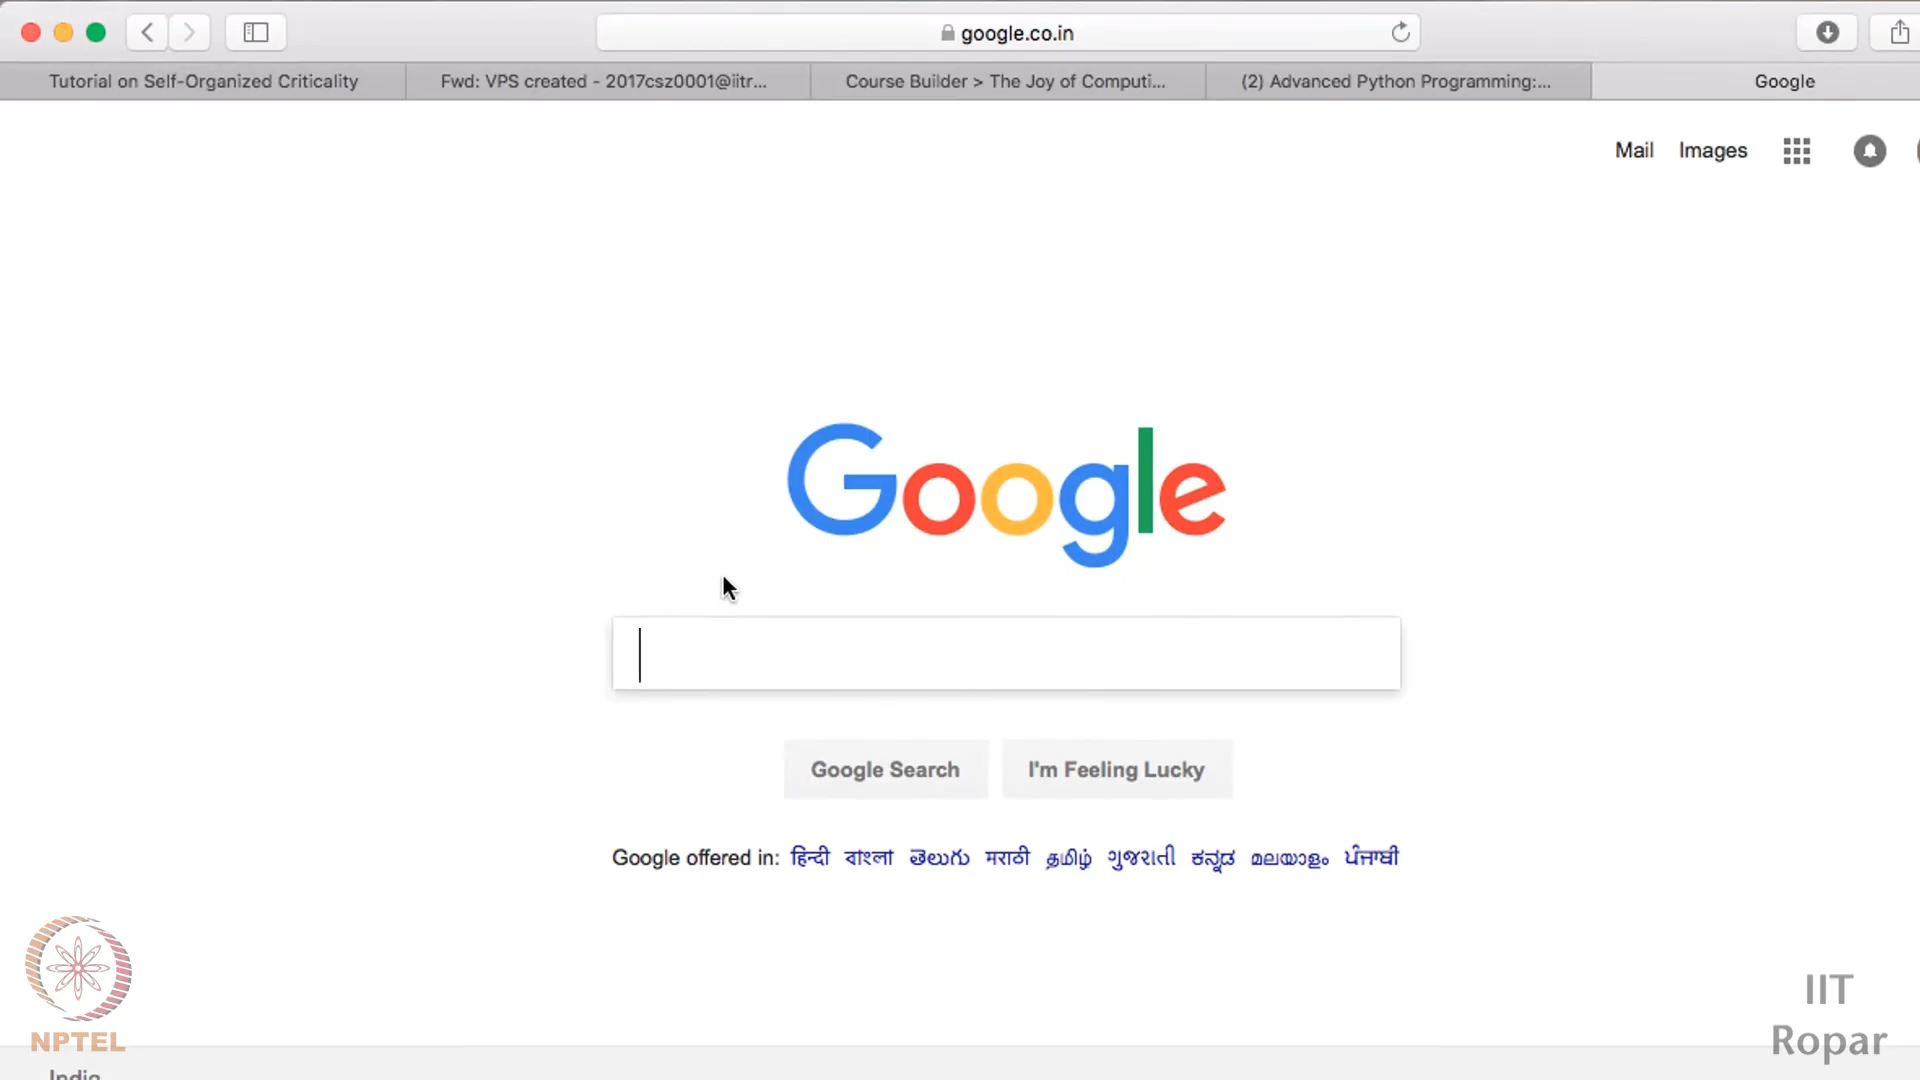 google.co.in
Tutorial on Self-Organized Criticality
Fwd: VPS created - 2017csz0001@iitr...
Course Builder > The Joy of Computi...
(2) Advanced Python Programming:...
Google
Mail Images
Google
Google Search I'm Feeling Lucky
Google offered in: हिन्दी বাংলা తెలుగు मराठी தமிழ் ગુજરાતી ಕನ್ನಡ മലയാളം ਪੰਜਾਬੀ
NPTEL
IIT
Ropar
India